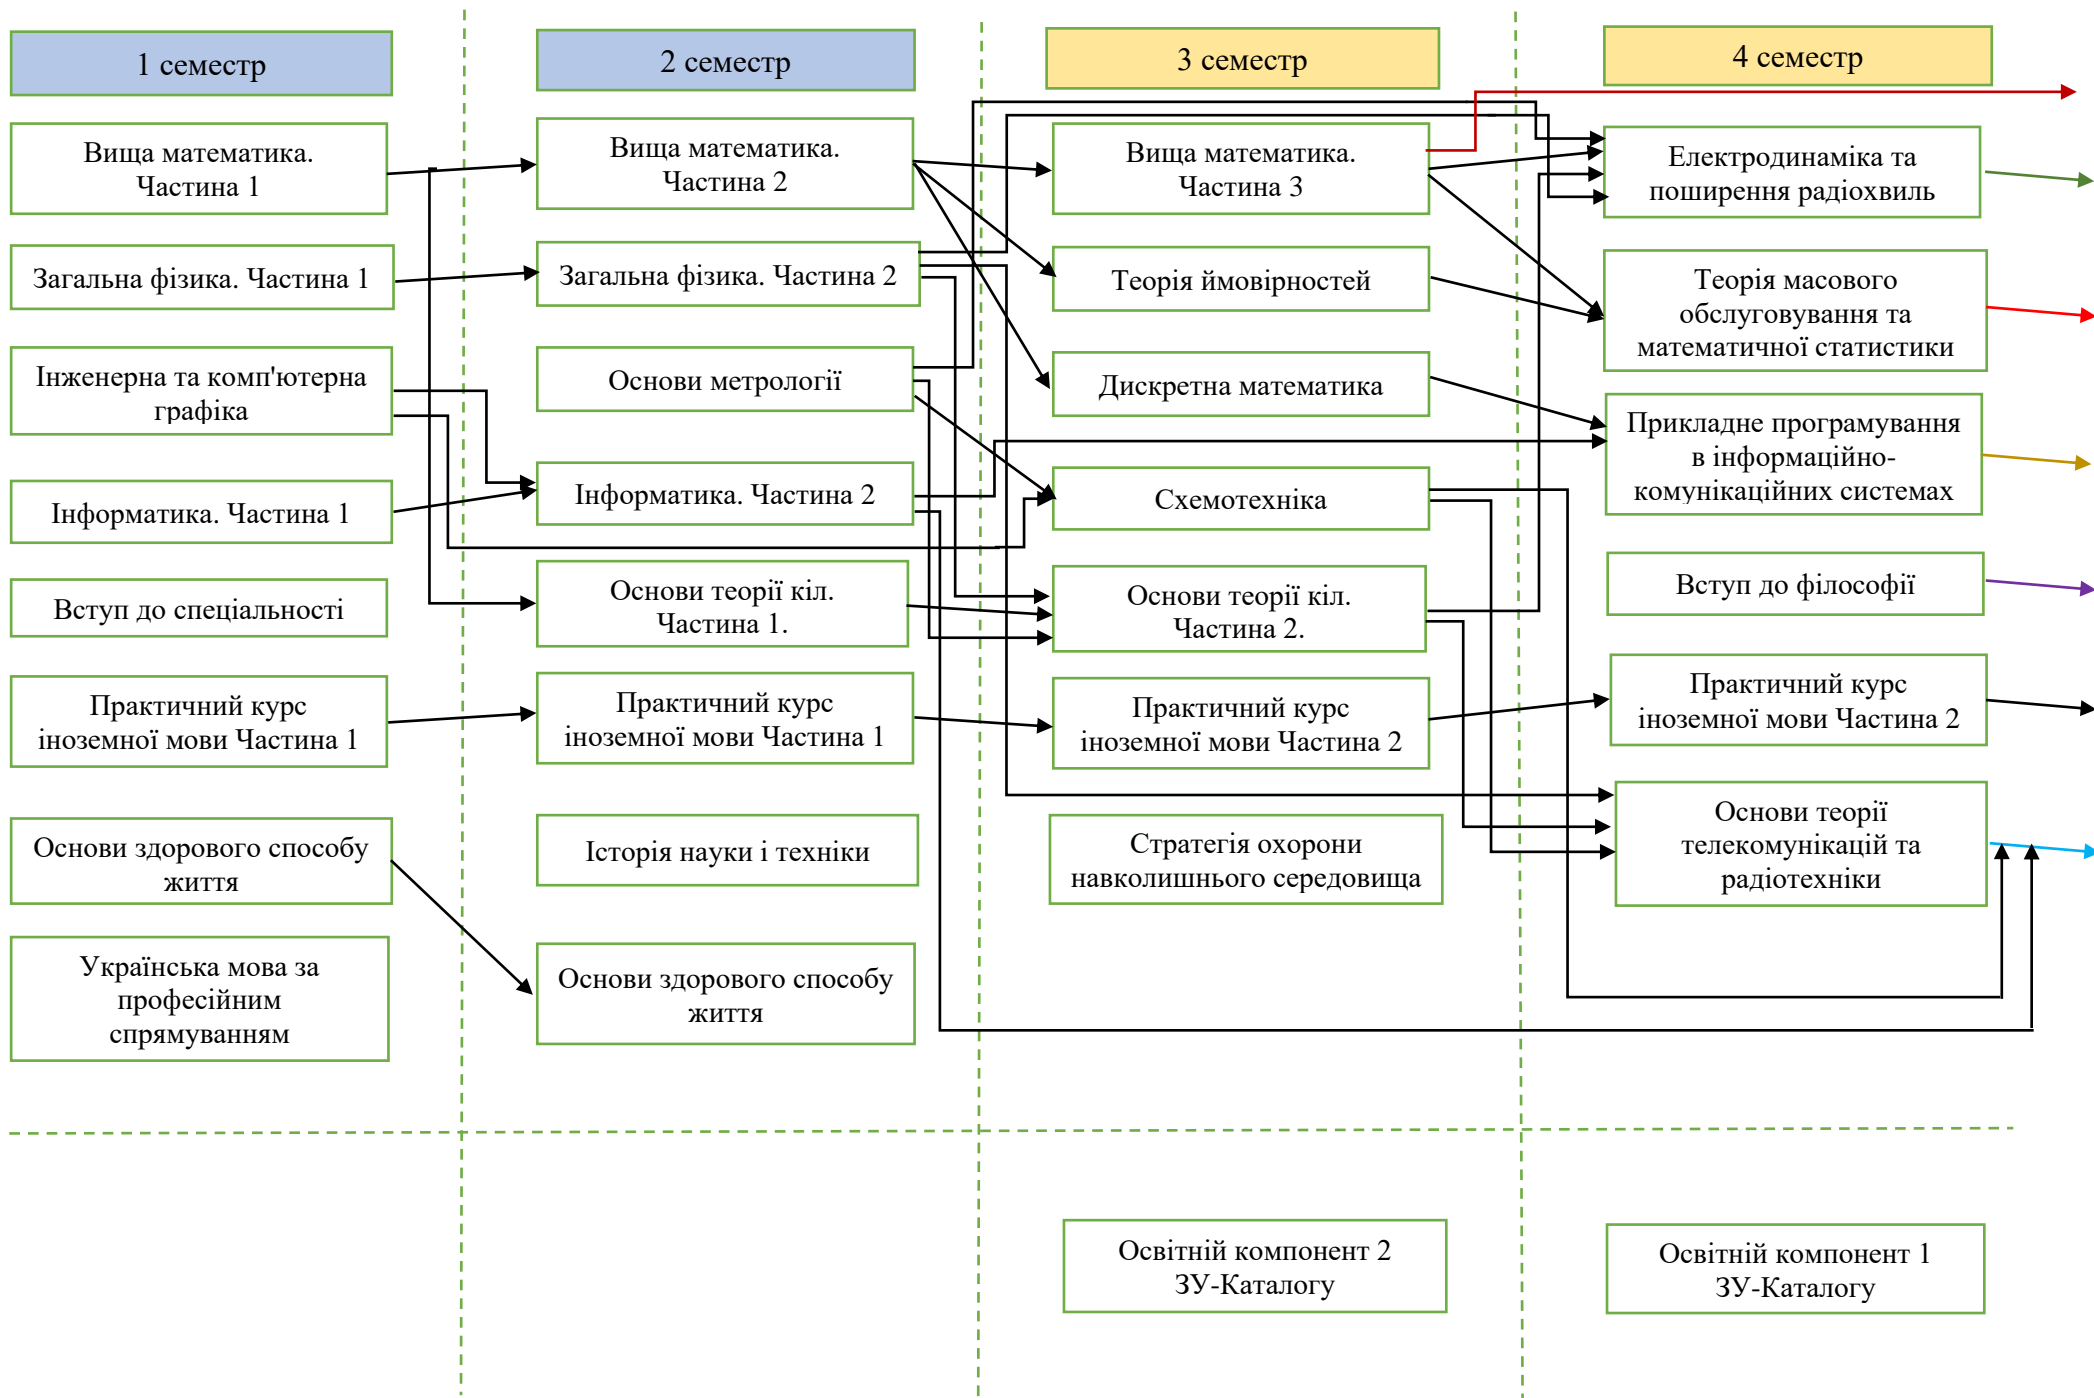 1 семестр
Вища математика.
Частина 1
Загальна фізика. Частина 1
Інженерна та комп'ютерна
графіка
Інформатика. Частина 1
Вступ до спеціальності
Практичний курс
іноземної мови Частина 1
Основи здорового способу
життя
Українська мова за
професійним
спрямуванням
2 семестр
Вища математика.
Частина 2
Загальна фізика. Частина 2
Основи метрології
Інформатика. Частина 2
Основи теорії кіл.
Частина 1.
Практичний курс
іноземної мови Частина 1
Історія науки і техніки
Основи здорового способу
життя
3 семестр
Вища математика.
Частина 3
Теорія ймовірностей
Дискретна математика
Схемотехніка
Основи теорії кіл.
Частина 2.
Практичний курс
іноземної мови Частина 2
Стратегія охорони
навколишнього середовища
Освітній компонент 2
ЗУ-Каталогу
4 семестр
Електродинаміка та
поширення радіохвиль
Теорія масового
обслуговування та
математичної статистики
Прикладне програмування
в інформаційно-
комунікаційних системах
Вступ до філософії
Практичний курс
іноземної мови Частина 2
Основи теорії
телекомунікацій та
радіотехніки
Освітній компонент 1
ЗУ-Каталогу